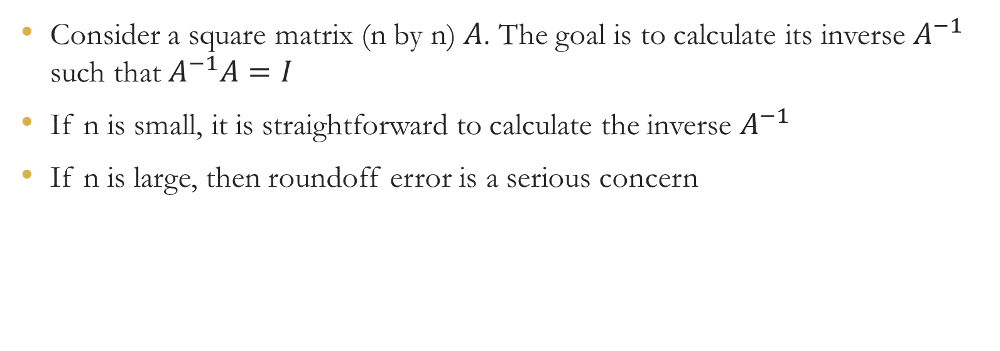 • Consider a square matrix (n by n) A. The goal is to calculate its inverse A⁻¹
such that A⁻¹A = I
• If n is small, it is straightforward to calculate the inverse A⁻¹
• If n is large, then roundoff error is a serious concern